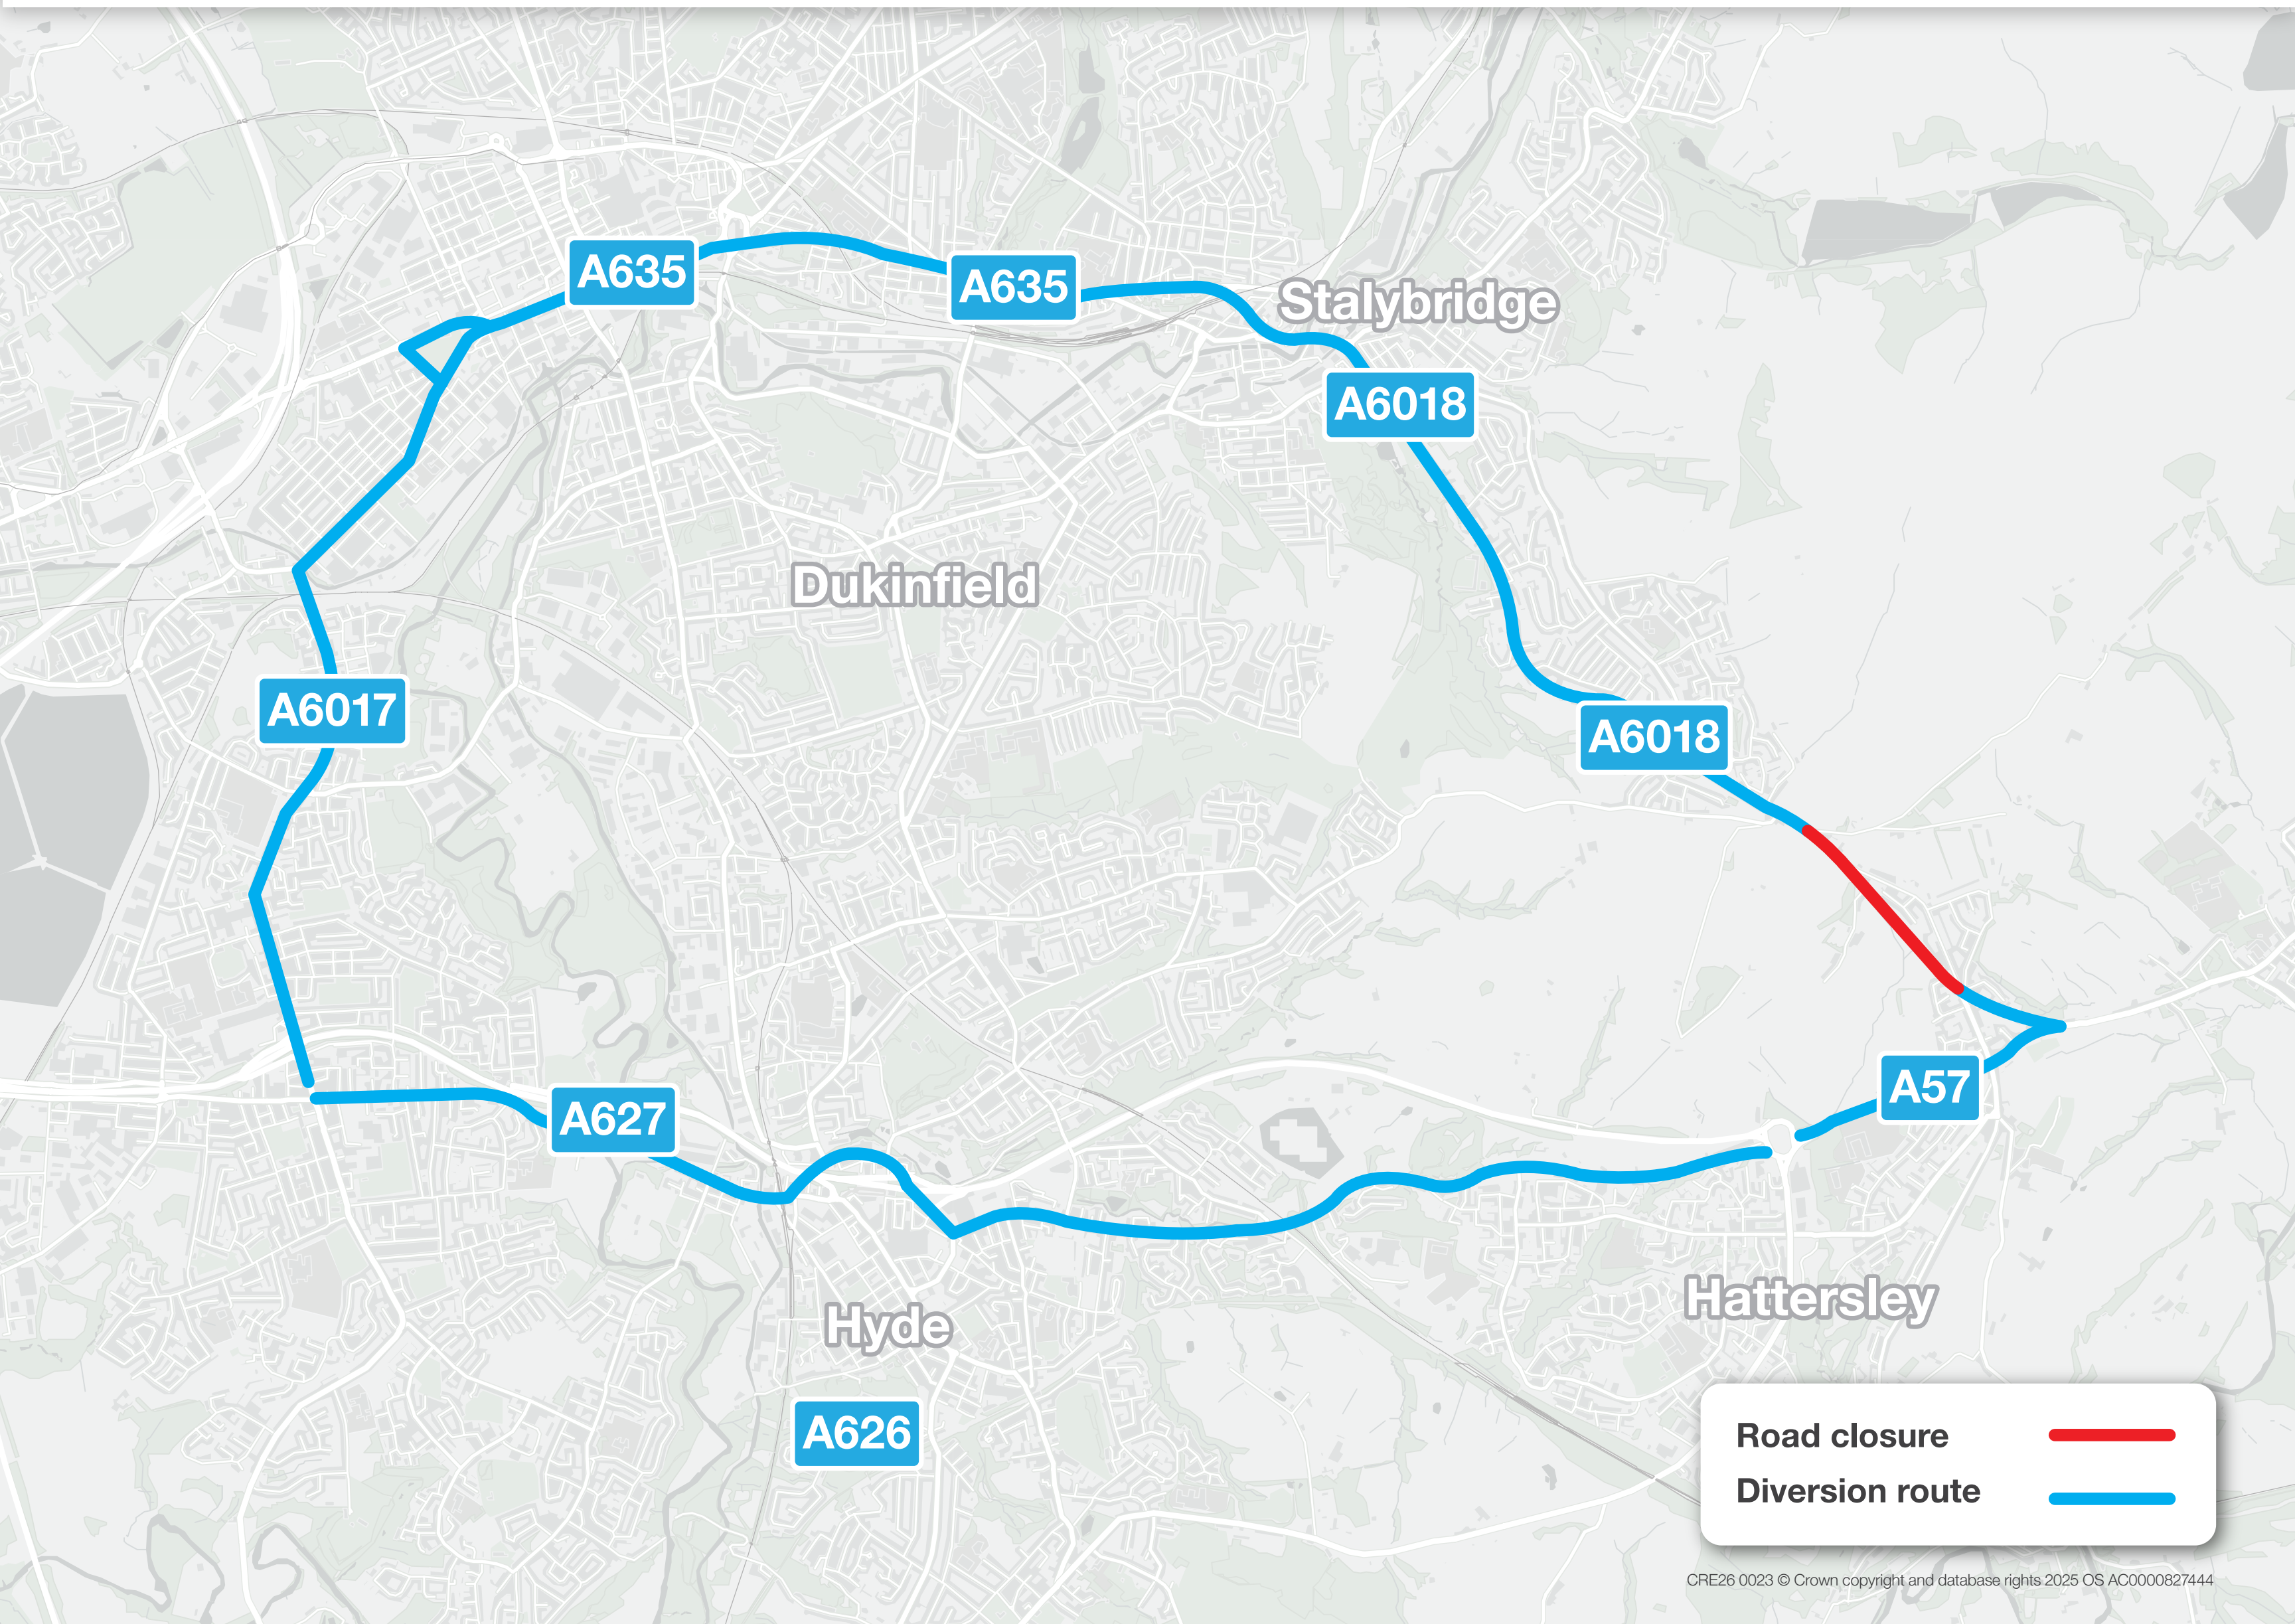 A635
A635
Stalybridge
A6018
Dukinfield
A6017
A6018
A57
A627
Hattersley
Hyde
A626
Road closure
Diversion route
CRE26 0023 © Crown copyright and database rights 2025 OS AC0000827444